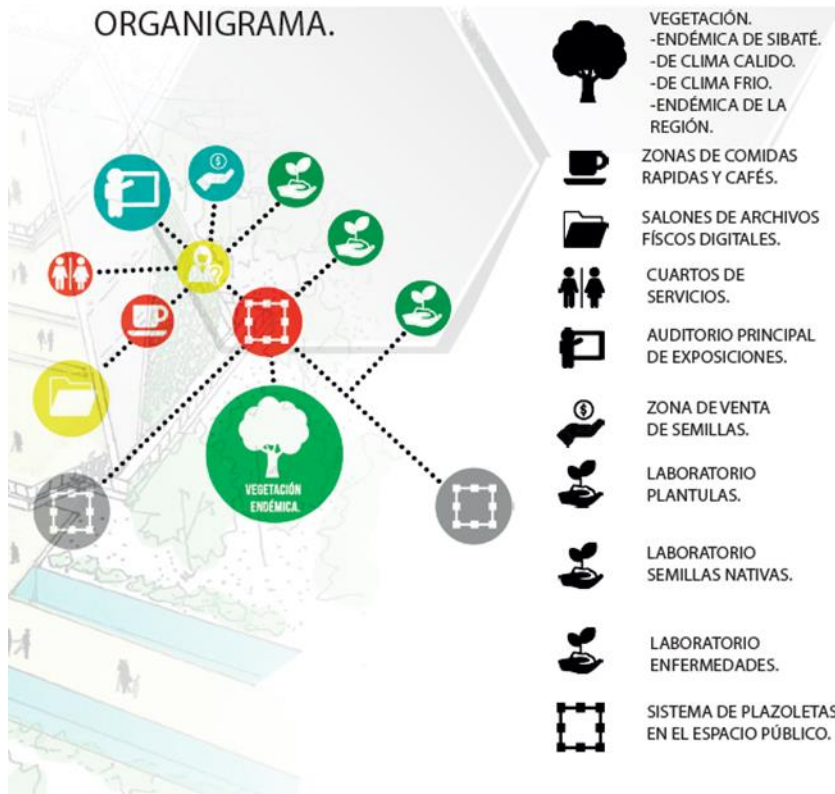 ORGANIGRAMA.
VEGETACIÓN
ENDÉMICA.
VEGETACIÓN.
-ENDÉMICA DE SIBATÉ.
-DE CLIMA CALIDO.
-DE CLIMA FRIO.
-ENDÉMICA DE LA
REGIÓN.
ZONAS DE COMIDAS
RAPIDAS Y CAFÉS.
SALONES DE ARCHIVOS
FÍSCOS DIGITALES.
CUARTOS DE
SERVICIOS.
AUDITORIO PRINCIPAL
DE EXPOSICIONES.
ZONA DE VENTA
DE SEMILLAS.
LABORATORIO
PLANTULAS.
LABORATORIO
SEMILLAS NATIVAS.
LABORATORIO
ENFERMEDADES.
SISTEMA DE PLAZOLETAS
EN EL ESPACIO PÚBLICO.